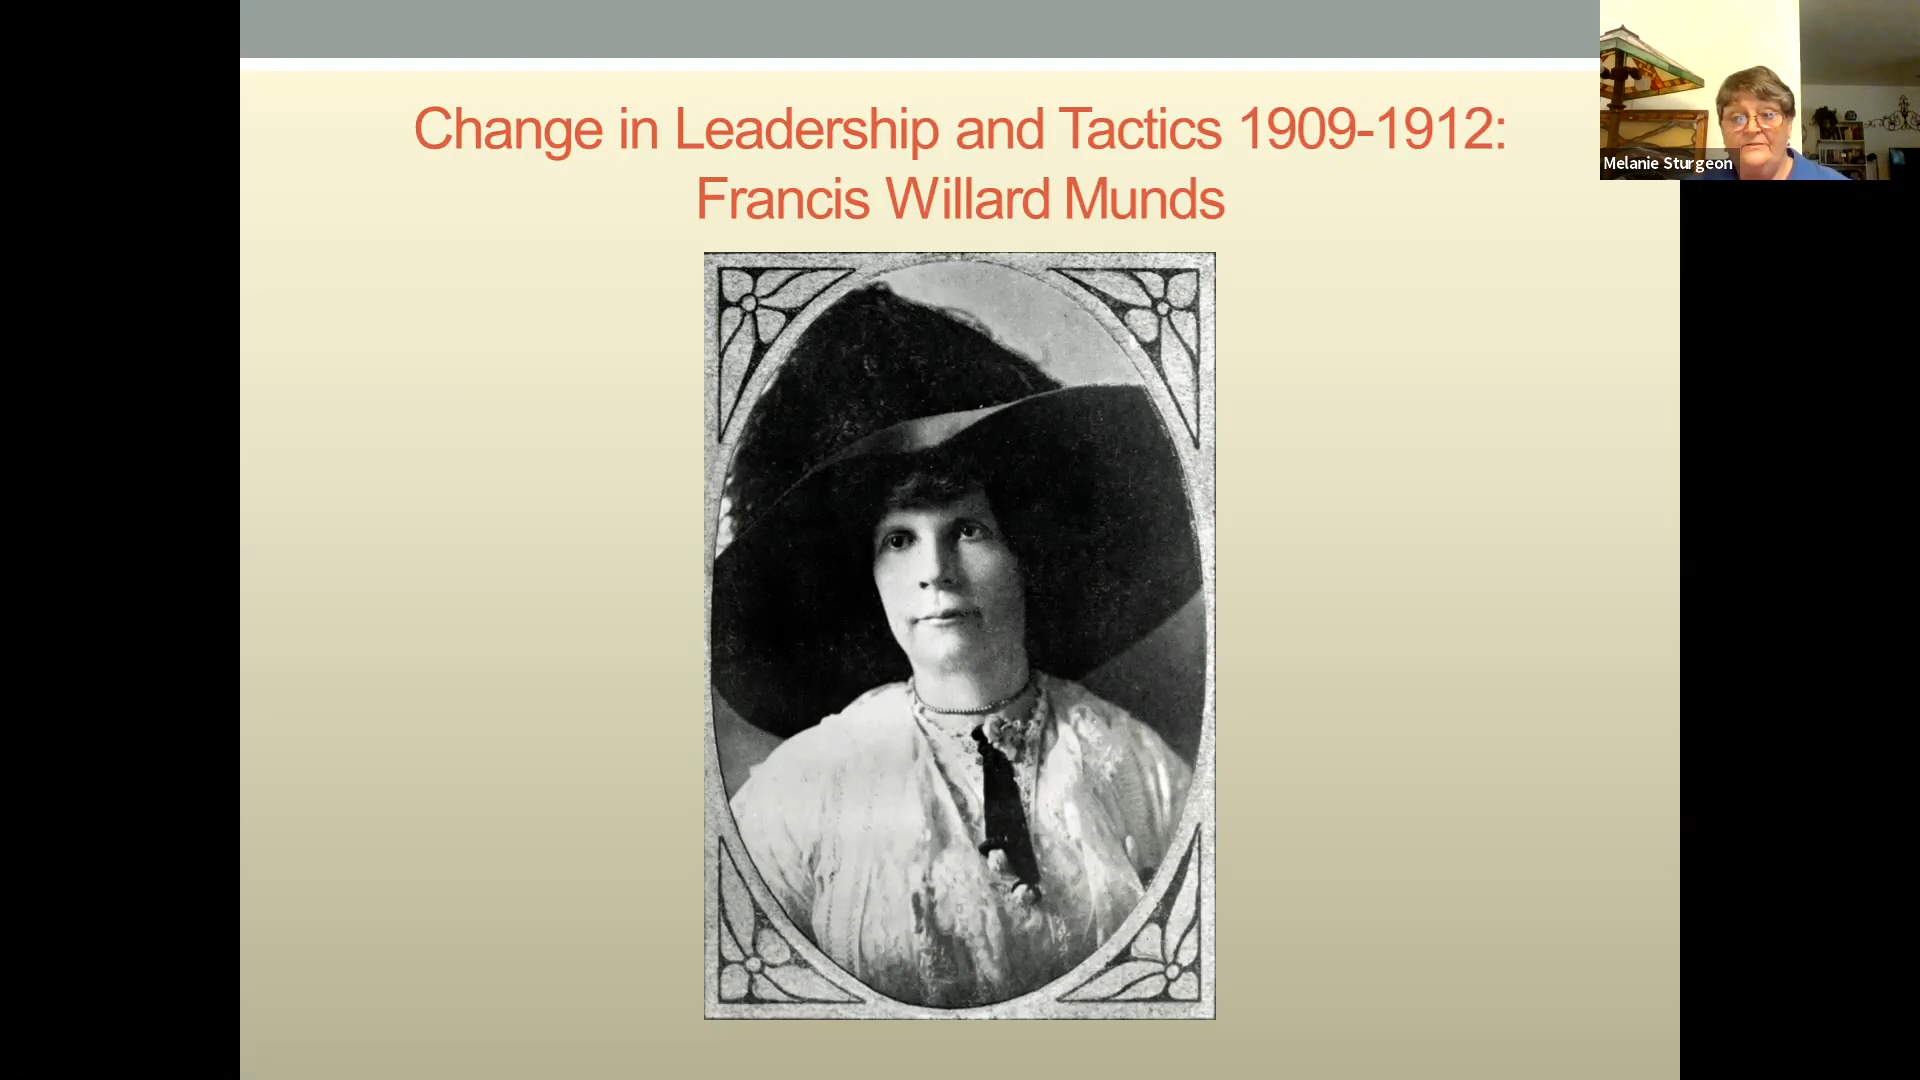 Change in Leadership and Tactics 1909-1912:
Francis Willard Munds
Melanie Sturgeon